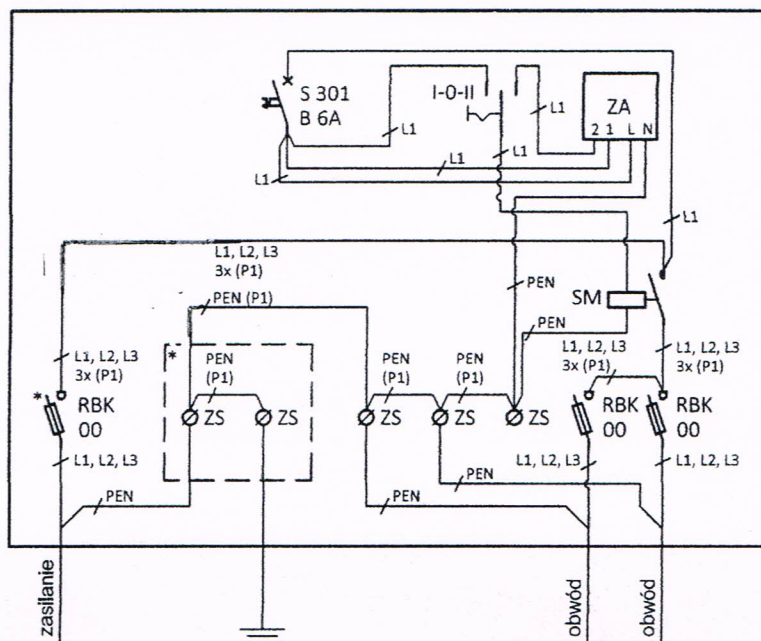 S 301
B 6A
I-0-II
ZA
2 1 L N
L1
L1
L1
L1
L1
L1
L1, L2, L3
3x (P1)
PEN
PEN (P1)
SM
PEN
*
PEN
(P1)
L1, L2, L3
3x (P1)
PEN
(P1)
PEN
(P1)
L1, L2, L3
3x (P1)
L1, L2, L3
3x (P1)
*
RBK
00
ZS
ZS
ZS
ZS
ZS
RBK
00
RBK
00
L1, L2, L3
L1, L2, L3
L1, L2, L3
PEN
PEN
PEN
zasilanie
obwód
obwód